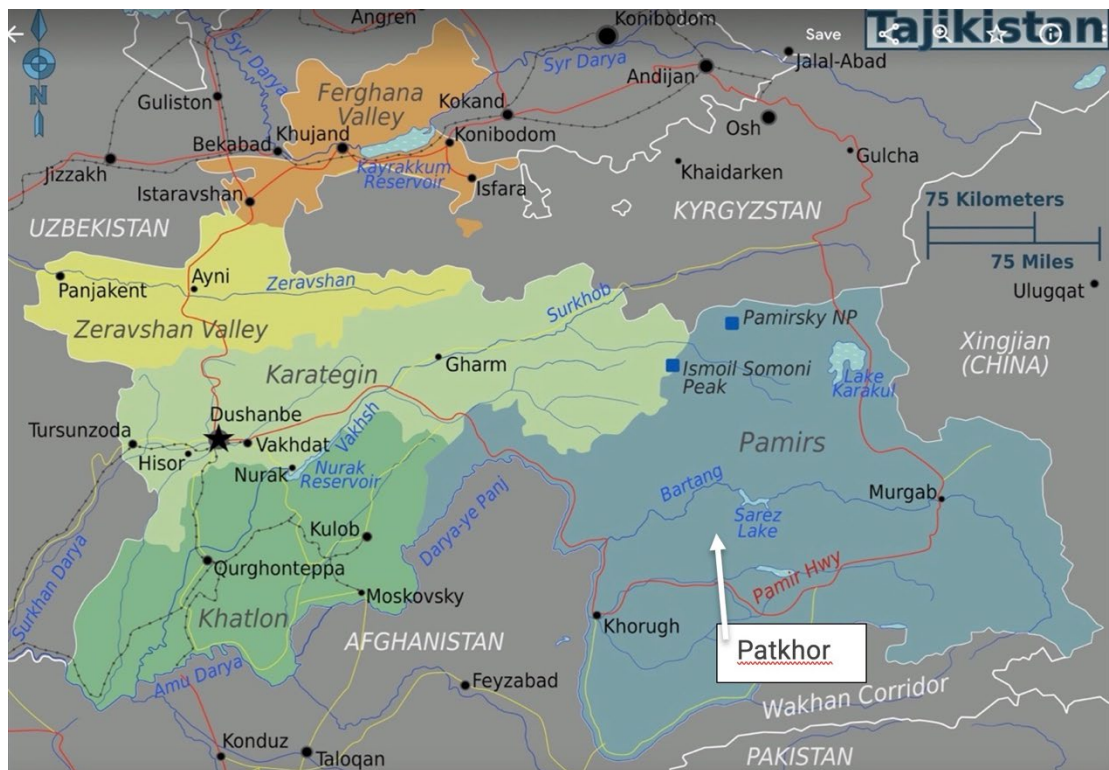 Tajikistan
Save
Angren
Konibodom
Syr Darya
Syr Darya
Andijan
Jalal-Abad
N
Guliston
Ferghana
Valley
Kokand
Osh
Bekabad
Khujand
Konibodom
Gulcha
Jizzakh
Kayrakkum
Reservoir
Khaidarken
Isfara
Istaravshan
UZBEKISTAN
KYRGYZSTAN
75 Kilometers
75 Miles
Ayni
Zeravshan
Panjakent
Surkhob
Ulugqat
Zeravshan Valley
Pamirsky NP
Xingjian
(CHINA)
Karategin
Gharm
Ismoil Somoni
Peak
Lake
Karakul
Dushanbe
Vakhsh
Tursunzoda
Vakhdat
Pamirs
Hisor
Nurak
Nurak
Reservoir
Bartang
Murgab
Darya-ye Panj
Sarez
Lake
Kulob
Surkhan Darya
Qurghonteppa
Pamir Hwy
Moskovsky
Khatlon
Khorugh
AFGHANISTAN
Patkhor
Amu Darya
Feyzabad
Wakhan Corridor
Konduz
Taloqan
PAKISTAN